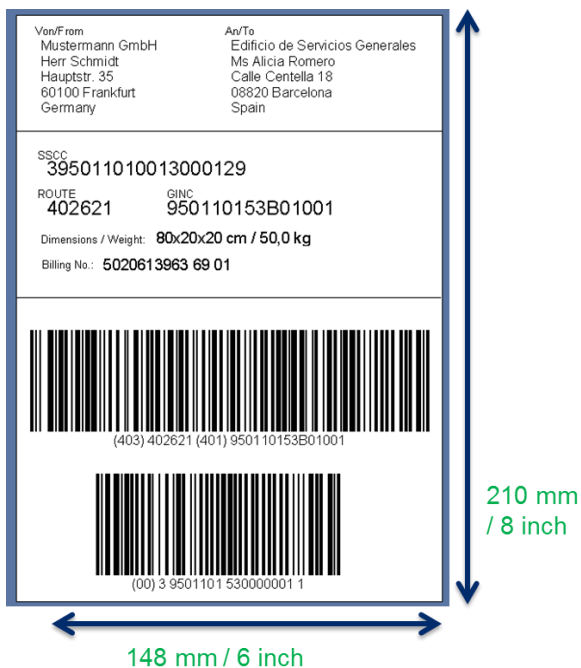 Von/From
Mustermann GmbH
Herr Schmidt
Hauptstr. 35
60100 Frankfurt
Germany
An/To
Edificio de Servicios Generales
Ms Alicia Romero
Calle Centella 18
08820 Barcelona
Spain
SSCC
395011010013000129
ROUTE
402621
GINC
950110153B01001
Dimensions / Weight: 80x20x20 cm / 50,0 kg
Billing No.: 5020613963 69 01
(403) 402621 (401) 950110153B01001
(00) 3 9501101 530000001 1
210 mm
/ 8 inch
148 mm / 6 inch